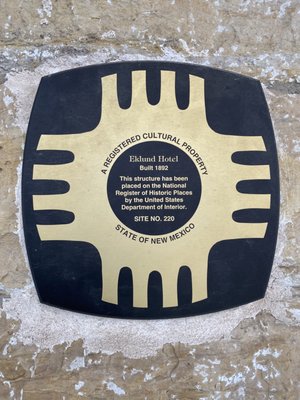 A REGISTERED CULTURAL PROPERTY
Eklund Hotel
Built 1892
This structure has been
placed on the National
Register of Historic Places
by the United States
Department of Interior.
SITE NO. 220
STATE OF NEW MEXICO